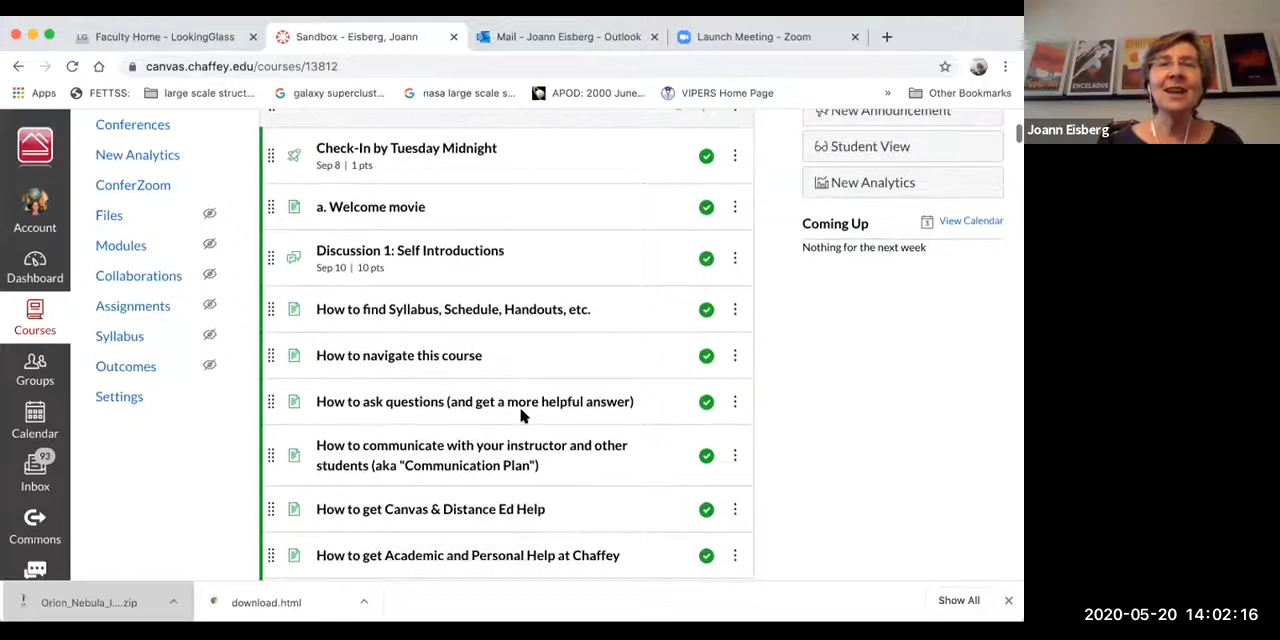 LG Faculty Home - LookingGlass
Sandbox - Eisberg, Joann
Mail - Joann Eisberg - Outlook
Launch Meeting - Zoom
canvas.chaffey.edu/courses/13812
Apps
FETTSS:
large scale struct...
galaxy superclust...
nasa large scale s...
APOD: 2000 June...
VIPERS Home Page
»
Other Bookmarks
ENCELADUS
Joann Eisberg
Account
Dashboard
Courses
Groups
Calendar
93
Inbox
Commons
Conferences
New Analytics
ConferZoom
Files
Modules
Collaborations
Assignments
Syllabus
Outcomes
Settings
Check-In by Tuesday Midnight
Sep 8 | 1 pts
a. Welcome movie
Discussion 1: Self Introductions
Sep 10 | 10 pts
How to find Syllabus, Schedule, Handouts, etc.
How to navigate this course
How to ask questions (and get a more helpful answer)
How to communicate with your instructor and other
students (aka "Communication Plan")
How to get Canvas & Distance Ed Help
How to get Academic and Personal Help at Chaffey
New Announcement
Student View
New Analytics
Coming Up
View Calendar
Nothing for the next week
Orion_Nebula_I....zip
download.html
Show All
2020-05-20 14:02:16